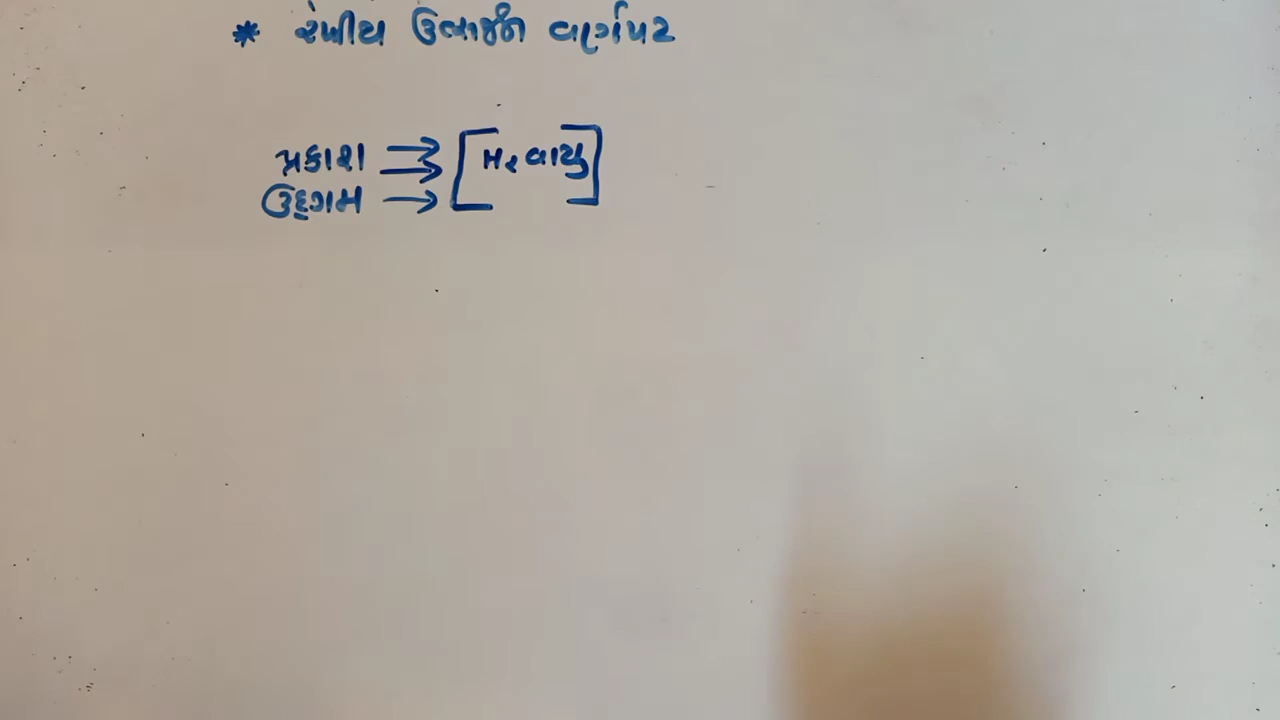 * રેખીય ઉત્સર્જન વર્ણપટ
પ્રકાશ → [H₂ વાયુ]
ઉદ્દગમ →